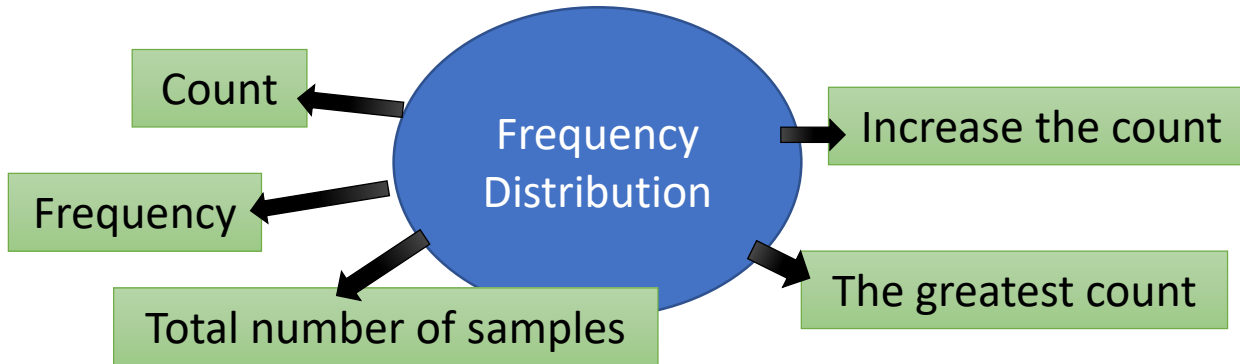 Count
Frequency
Distribution
Increase the count
Frequency
The greatest count
Total number of samples